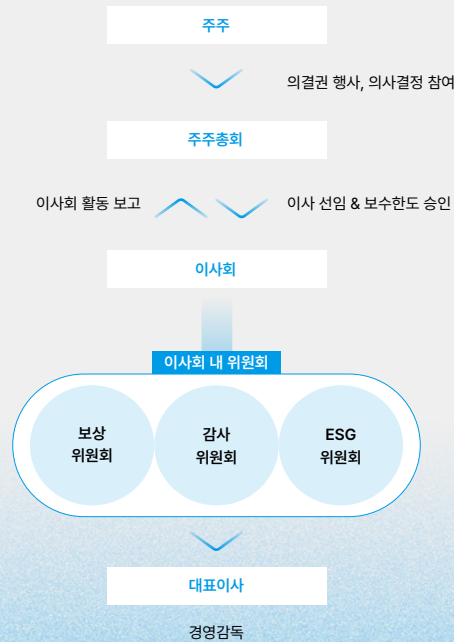 주주
의결권 행사, 의사결정 참여
주주총회
이사회 활동 보고
이사 선임 & 보수한도 승인
이사회
이사회 내 위원회
보상
위원회
감사
위원회
ESG
위원회
대표이사
경영감독